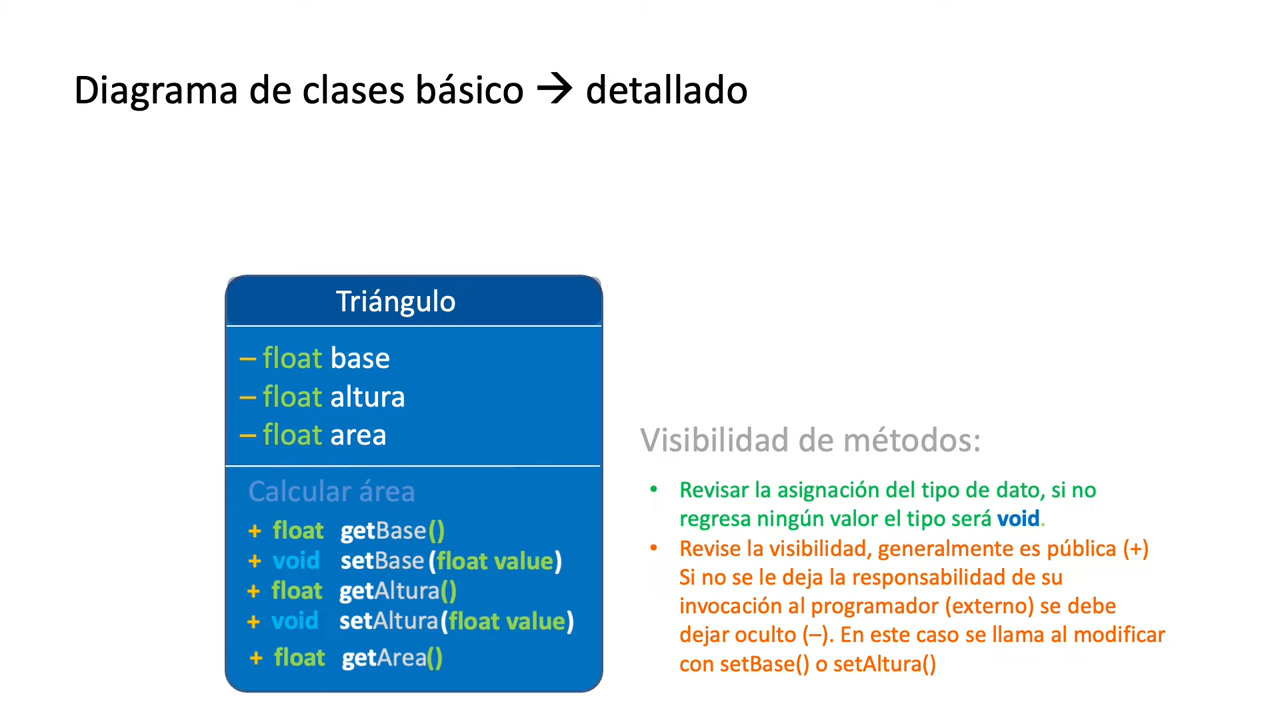 Diagrama de clases básico → detallado
Triángulo
– float base
– float altura
– float area
Calcular área
+ float getBase()
+ void setBase(float value)
+ float getAltura()
+ void setAltura(float value)
+ float getArea()
Visibilidad de métodos:
• Revisar la asignación del tipo de dato, si no
regresa ningún valor el tipo será void.
• Revise la visibilidad, generalmente es pública (+)
Si no se le deja la responsabilidad de su
invocación al programador (externo) se debe
dejar oculto (–). En este caso se llama al modificar
con setBase() o setAltura()